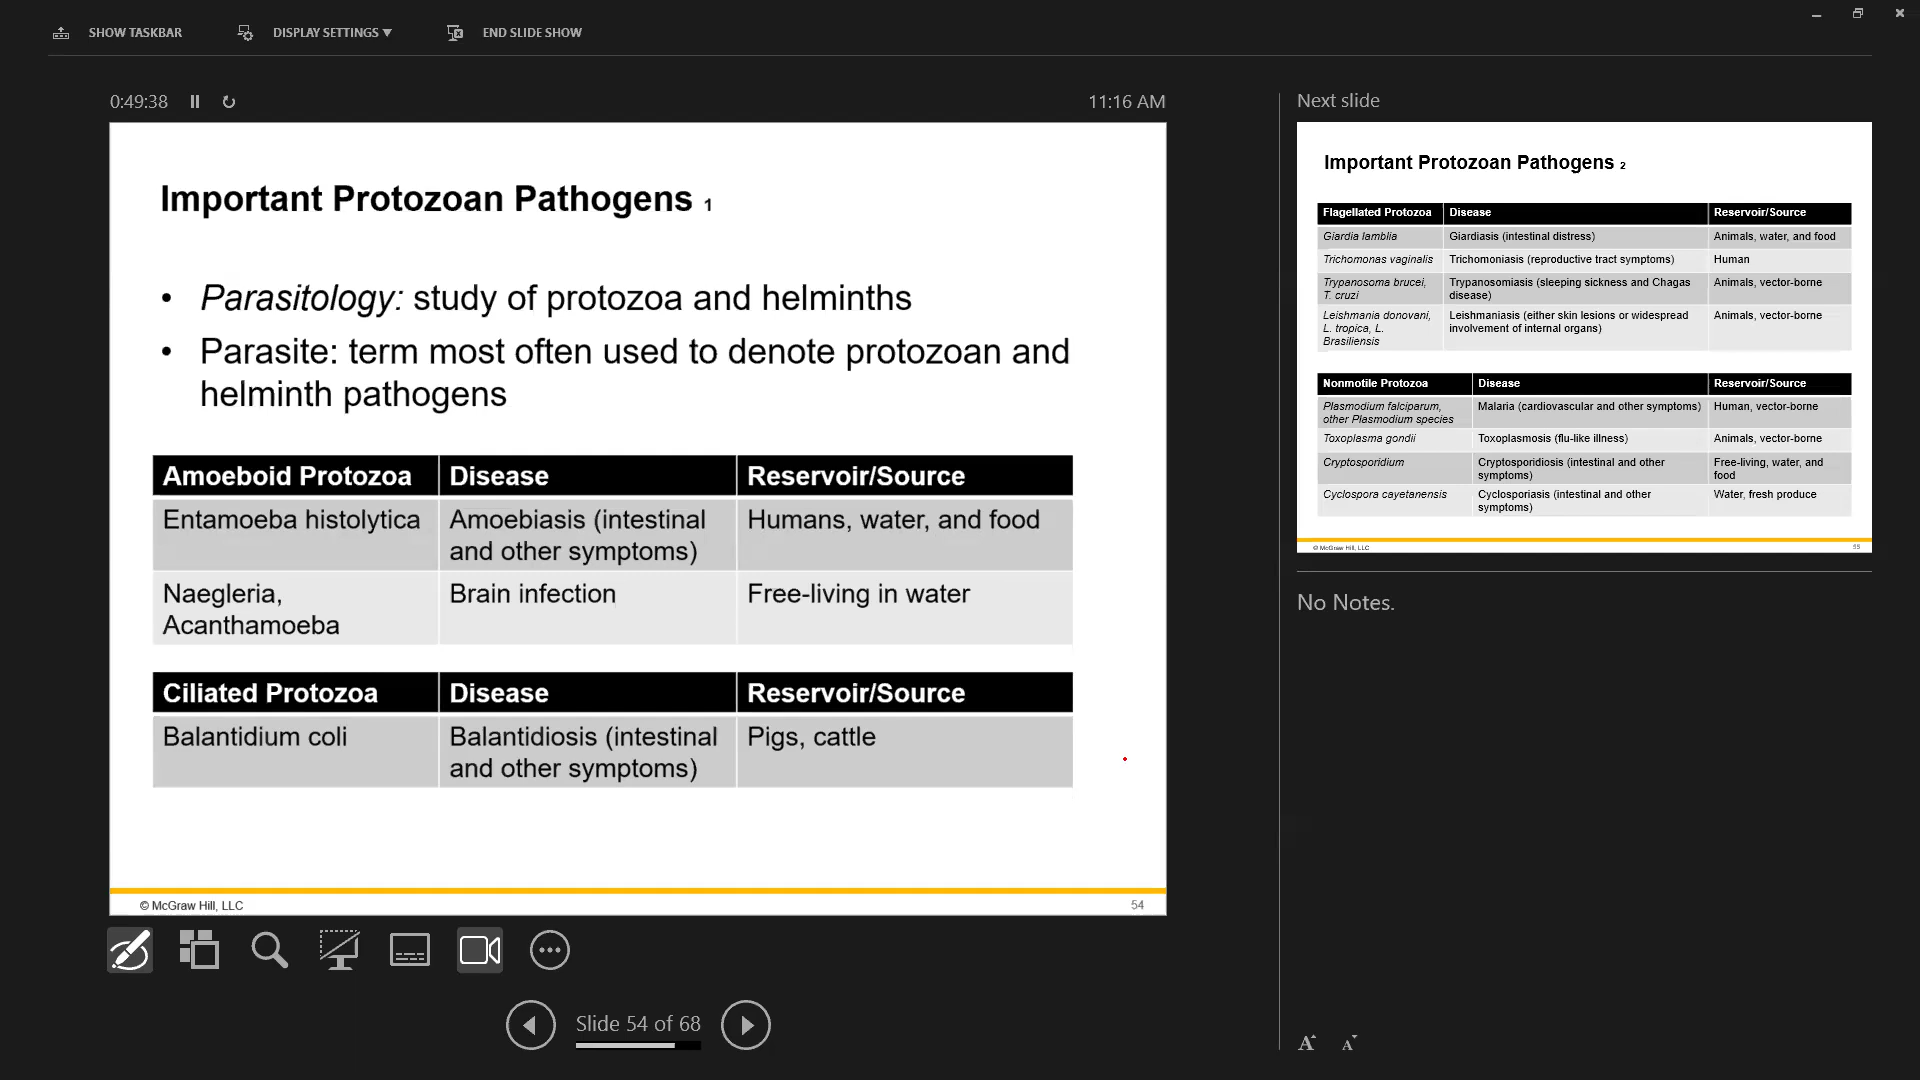 SHOW TASKBAR
DISPLAY SETTINGS ▼
END SLIDE SHOW
0:49:38
11:16 AM
Important Protozoan Pathogens 1
• Parasitology: study of protozoa and helminths
• Parasite: term most often used to denote protozoan and
helminth pathogens
Amoeboid Protozoa Disease Reservoir/Source
Entamoeba histolytica Amoebiasis (intestinal Humans, water, and food
and other symptoms)
Naegleria, Brain infection Free-living in water
Acanthamoeba
Ciliated Protozoa Disease Reservoir/Source
Balantidium coli Balantidiosis (intestinal Pigs, cattle
and other symptoms)
© McGraw Hill, LLC 54
Slide 54 of 68
Next slide
Important Protozoan Pathogens 2
Flagellated Protozoa Disease Reservoir/Source
Giardia lamblia Giardiasis (intestinal distress) Animals, water, and food
Trichomonas vaginalis Trichomoniasis (reproductive tract symptoms) Human
Trypanosoma brucei, Trypanosomiasis (sleeping sickness and Chagas Animals, vector-borne
T. cruzi disease)
Leishmania donovani, Leishmaniasis (either skin lesions or widespread Animals, vector-borne
L. tropica, L. involvement of internal organs)
Brasiliensis
Nonmotile Protozoa Disease Reservoir/Source
Plasmodium falciparum, Malaria (cardiovascular and other symptoms) Human, vector-borne
other Plasmodium species
Toxoplasma gondii Toxoplasmosis (flu-like illness) Animals, vector-borne
Cryptosporidium Cryptosporidiosis (intestinal and other Free-living, water, and
symptoms) food
Cyclospora cayetanensis Cyclosporiasis (intestinal and other Water, fresh produce
symptoms)
© McGraw Hill, LLC 55
No Notes.
A A